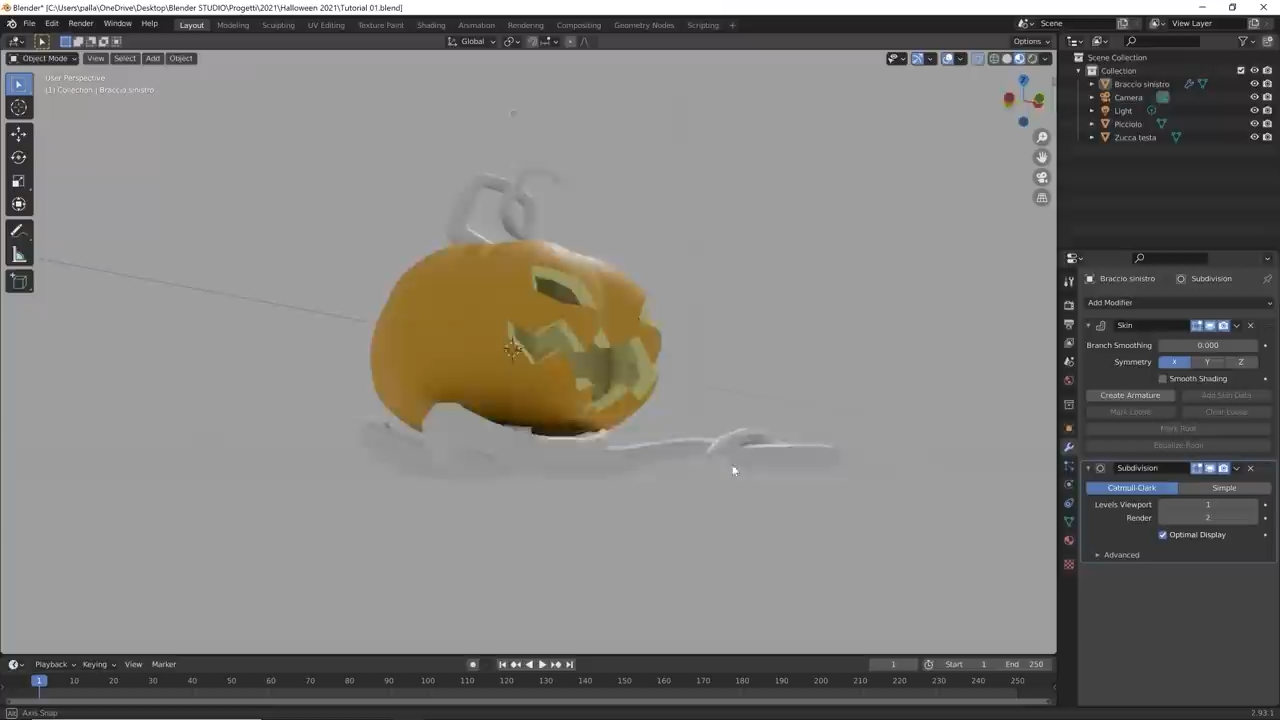 Blender* [C:\Users\palla\OneDrive\Desktop\Blender STUDIO\Progetti\2021\Halloween 2021\Tutorial 01.blend]
File Edit Render Window Help Layout Modeling Sculpting UV Editing Texture Paint Shading Animation Rendering Compositing Geometry Nodes Scripting + Scene View Layer
Global Options
Object Mode View Select Add Object
User Perspective
(1) Collection | Braccio sinistro
Scene Collection
Collection
Braccio sinistro
Camera
Light
Picciolo
Zucca testa
Braccio sinistro Subdivision
Add Modifier
Skin
Branch Smoothing 0.000
Symmetry X Y Z
Smooth Shading
Create Armature Add Skin Data
Mark Loose Clear Loose
Mark Root
Equalize Radii
Subdivision
Catmull-Clark Simple
Levels Viewport 1
Render 2
Optimal Display
Advanced
Playback Keying View Marker 1 Start 1 End 250
1 10 20 30 40 50 60 70 80 90 100 110 120 130 140 150 160 170 180 190 200 210 220 230 240 250
Axis Snap 2.93.1